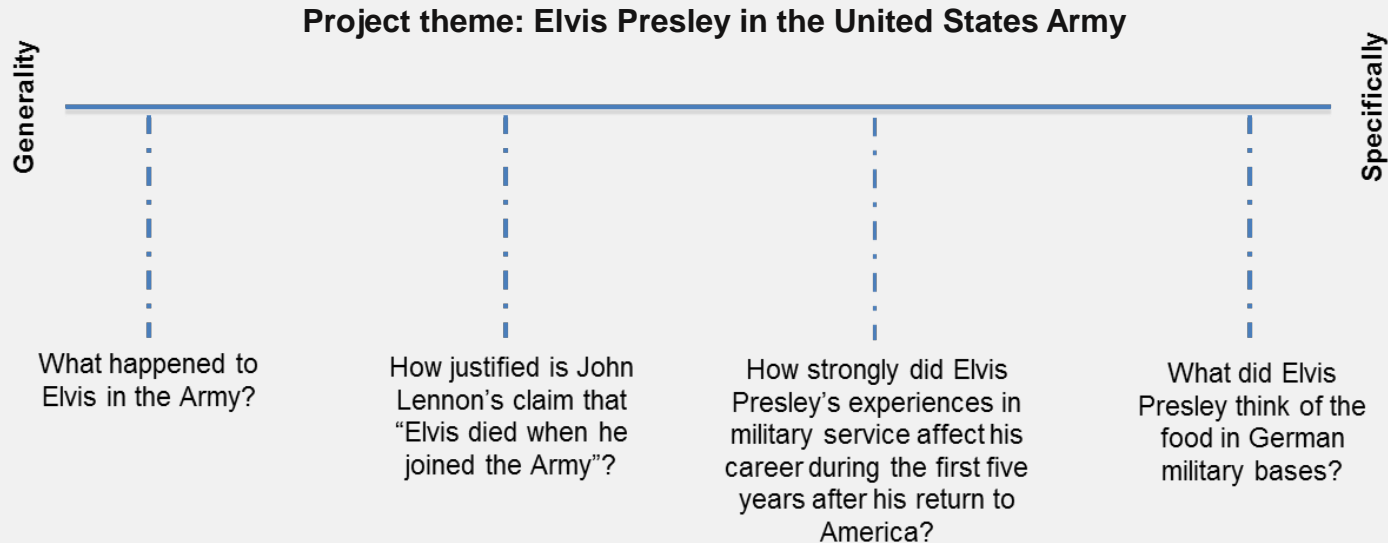 Project theme: Elvis Presley in the United States Army
Generality
Specifically
What happened to
Elvis in the Army?
How justified is John
Lennon’s claim that
“Elvis died when he
joined the Army”?
How strongly did Elvis
Presley’s experiences in
military service affect his
career during the first five
years after his return to
America?
What did Elvis
Presley think of the
food in German
military bases?